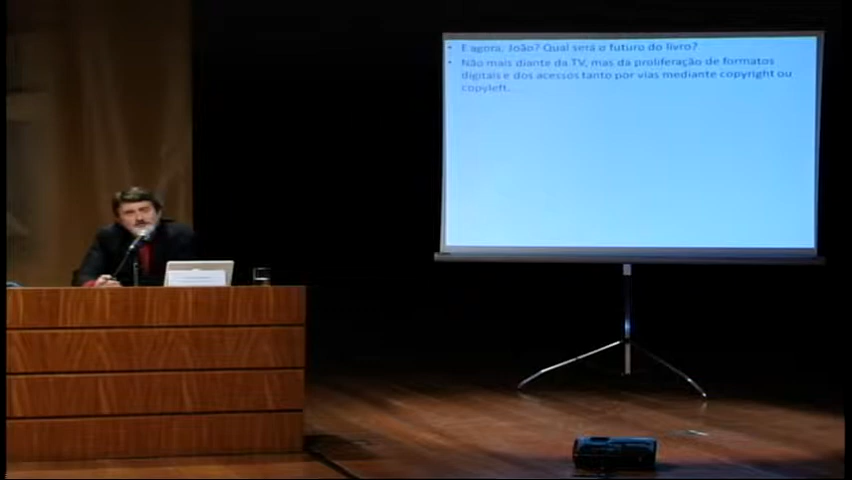 • E agora, João? Qual será o futuro do livro?
• Não mais diante da TV, mas da proliferação de formatos
digitais e dos acessos tanto por vias mediante copyright ou
copyleft.